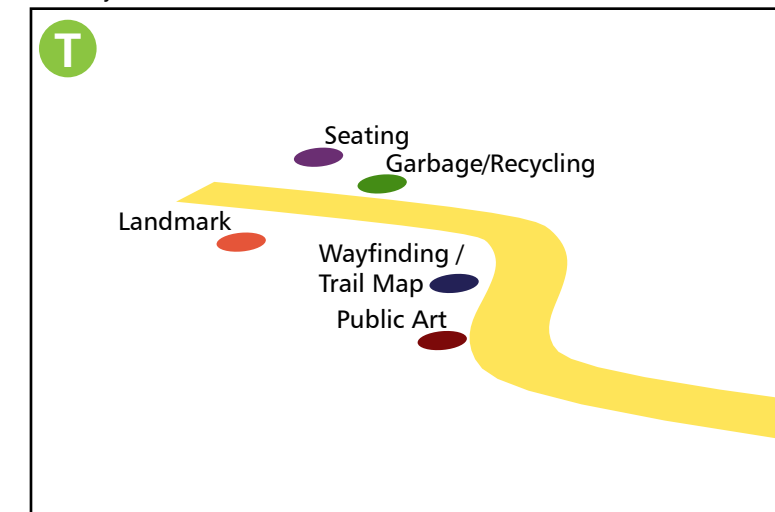 T
Seating
Garbage/Recycling
Landmark
Wayfinding /
Trail Map
Public Art